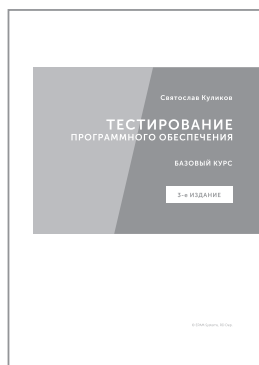 Святослав Куликов
ТЕСТИРОВАНИЕ
ПРОГРАММНОГО ОБЕСПЕЧЕНИЯ
БАЗОВЫЙ КУРС
3-е ИЗДАНИЕ